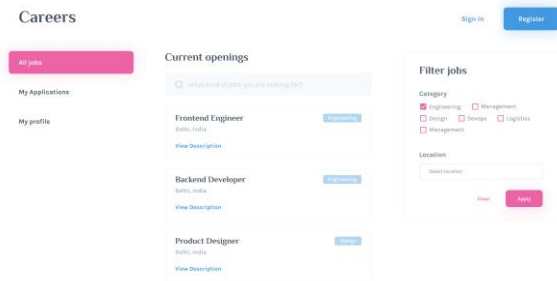 Careers
Sign in
Register
All jobs
My Applications
My profile
Current openings
What kind of jobs you are looking for?
Frontend Engineer
Engineering
Delhi, India
View Description
Backend Developer
Engineering
Delhi, India
View Description
Product Designer
Design
Delhi, India
View Description
Filter jobs
Category
Engineering Management
Design Devops Logistics
Management
Location
Select location
Clear
Apply